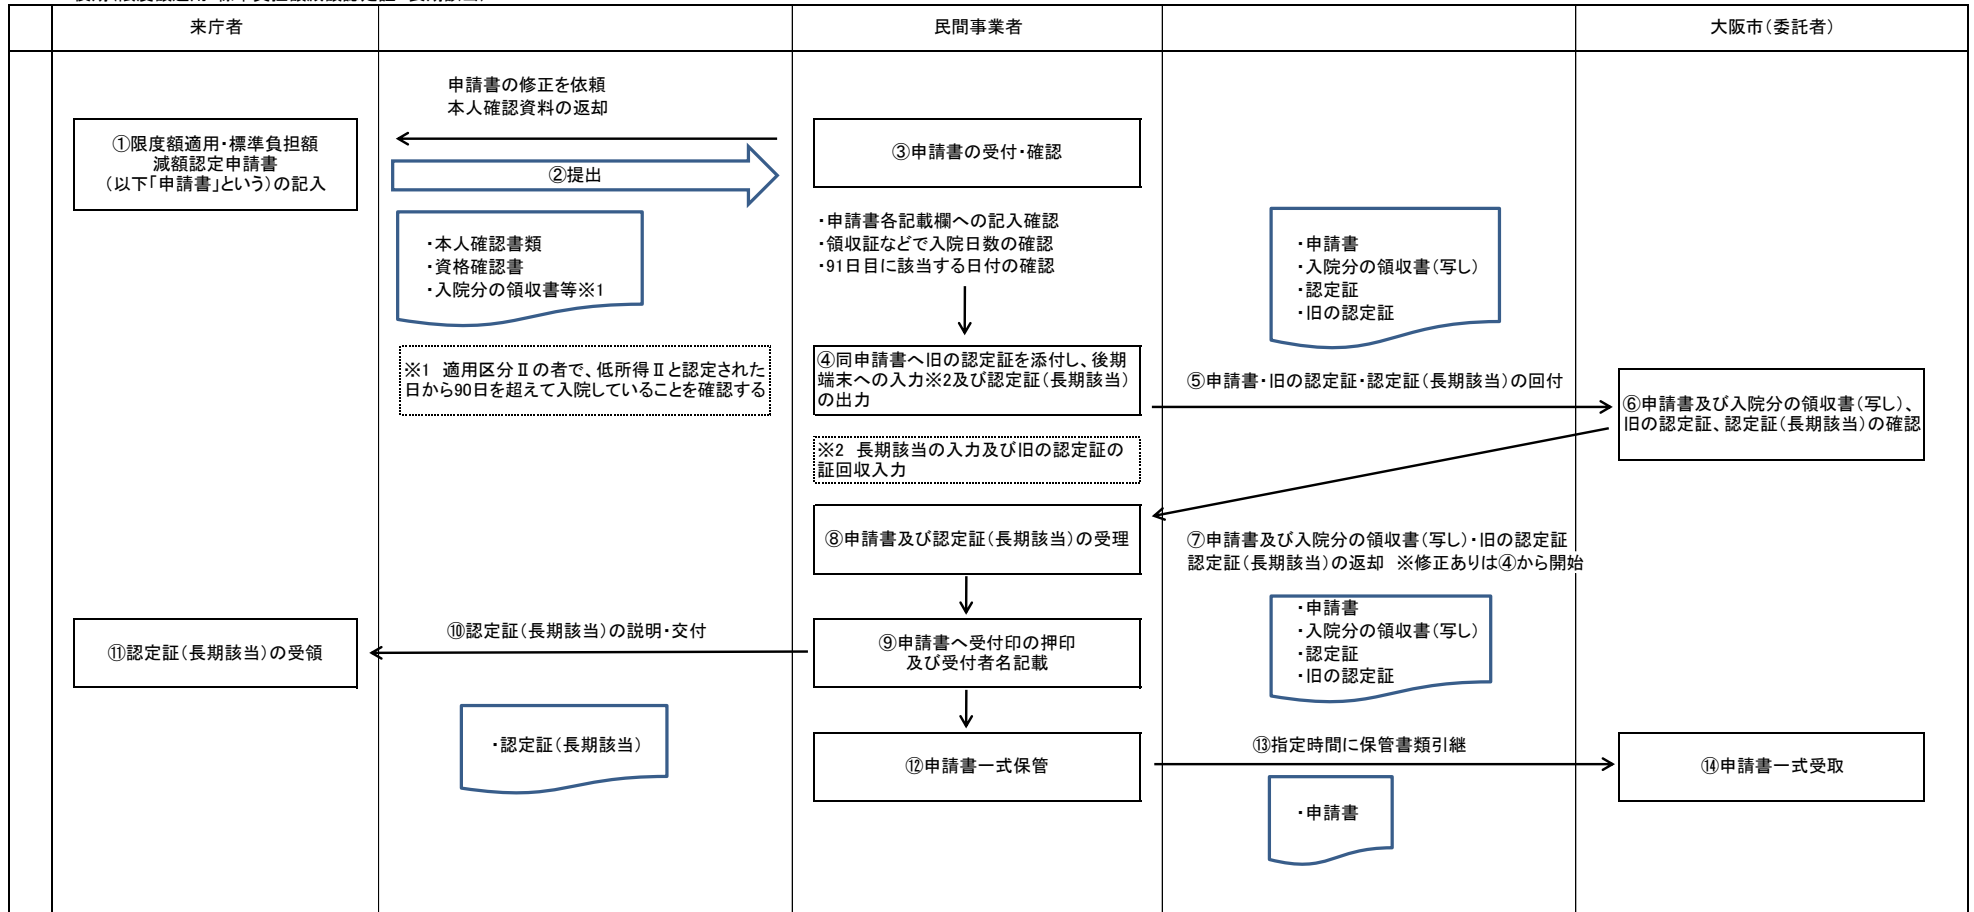 来庁者
民間事業者
大阪市(委託者)
申請書の修正を依頼
本人確認資料の返却
①限度額適用・標準負担額
減額認定申請書
(以下「申請書」という)の記入
②提出
③申請書の受付・確認
・本人確認書類
・資格確認書
・入院分の領収書等※1
・申請書各記載欄への記入確認
・領収証などで入院日数の確認
・91日目に該当する日付の確認
・申請書
・入院分の領収書(写し)
・認定証
・旧の認定証
※1 適用区分Ⅱの者で、低所得Ⅱと認定された
日から90日を超えて入院していることを確認する
④同申請書へ旧の認定証を添付し、後期
端末への入力※2及び認定証(長期該当)
の出力
⑤申請書・旧の認定証・認定証(長期該当)の回付
⑥申請書及び入院分の領収書(写し)、
旧の認定証、認定証(長期該当)の確認
※2 長期該当の入力及び旧の認定証の
証回収入力
⑧申請書及び認定証(長期該当)の受理
⑦申請書及び入院分の領収書(写し)・旧の認定証
認定証(長期該当)の返却 ※修正ありは④から開始
・申請書
・入院分の領収書(写し)
・認定証
・旧の認定証
⑪認定証(長期該当)の受領
⑩認定証(長期該当)の説明・交付
⑨申請書へ受付印の押印
及び受付者名記載
・認定証(長期該当)
⑫申請書一式保管
⑬指定時間に保管書類引継
⑭申請書一式受取
・申請書